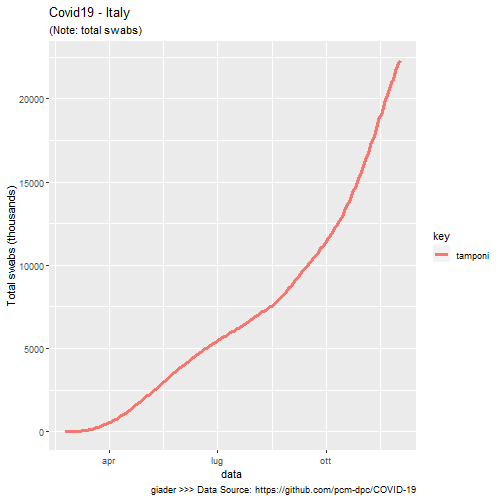 Covid19 - Italy
(Note: total swabs)
Total swabs (thousands)
20000
15000
10000
5000
0
apr
lug
ott
data
key
tamponi
giader >>> Data Source: https://github.com/pcm-dpc/COVID-19